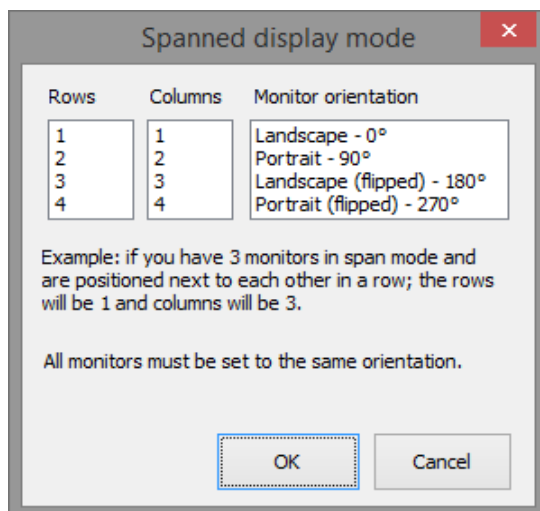 Spanned display mode
Rows Columns Monitor orientation
1 1 Landscape - 0°
2 2 Portrait - 90°
3 3 Landscape (flipped) - 180°
4 4 Portrait (flipped) - 270°
Example: if you have 3 monitors in span mode and
are positioned next to each other in a row; the rows
will be 1 and columns will be 3.
All monitors must be set to the same orientation.
OK Cancel